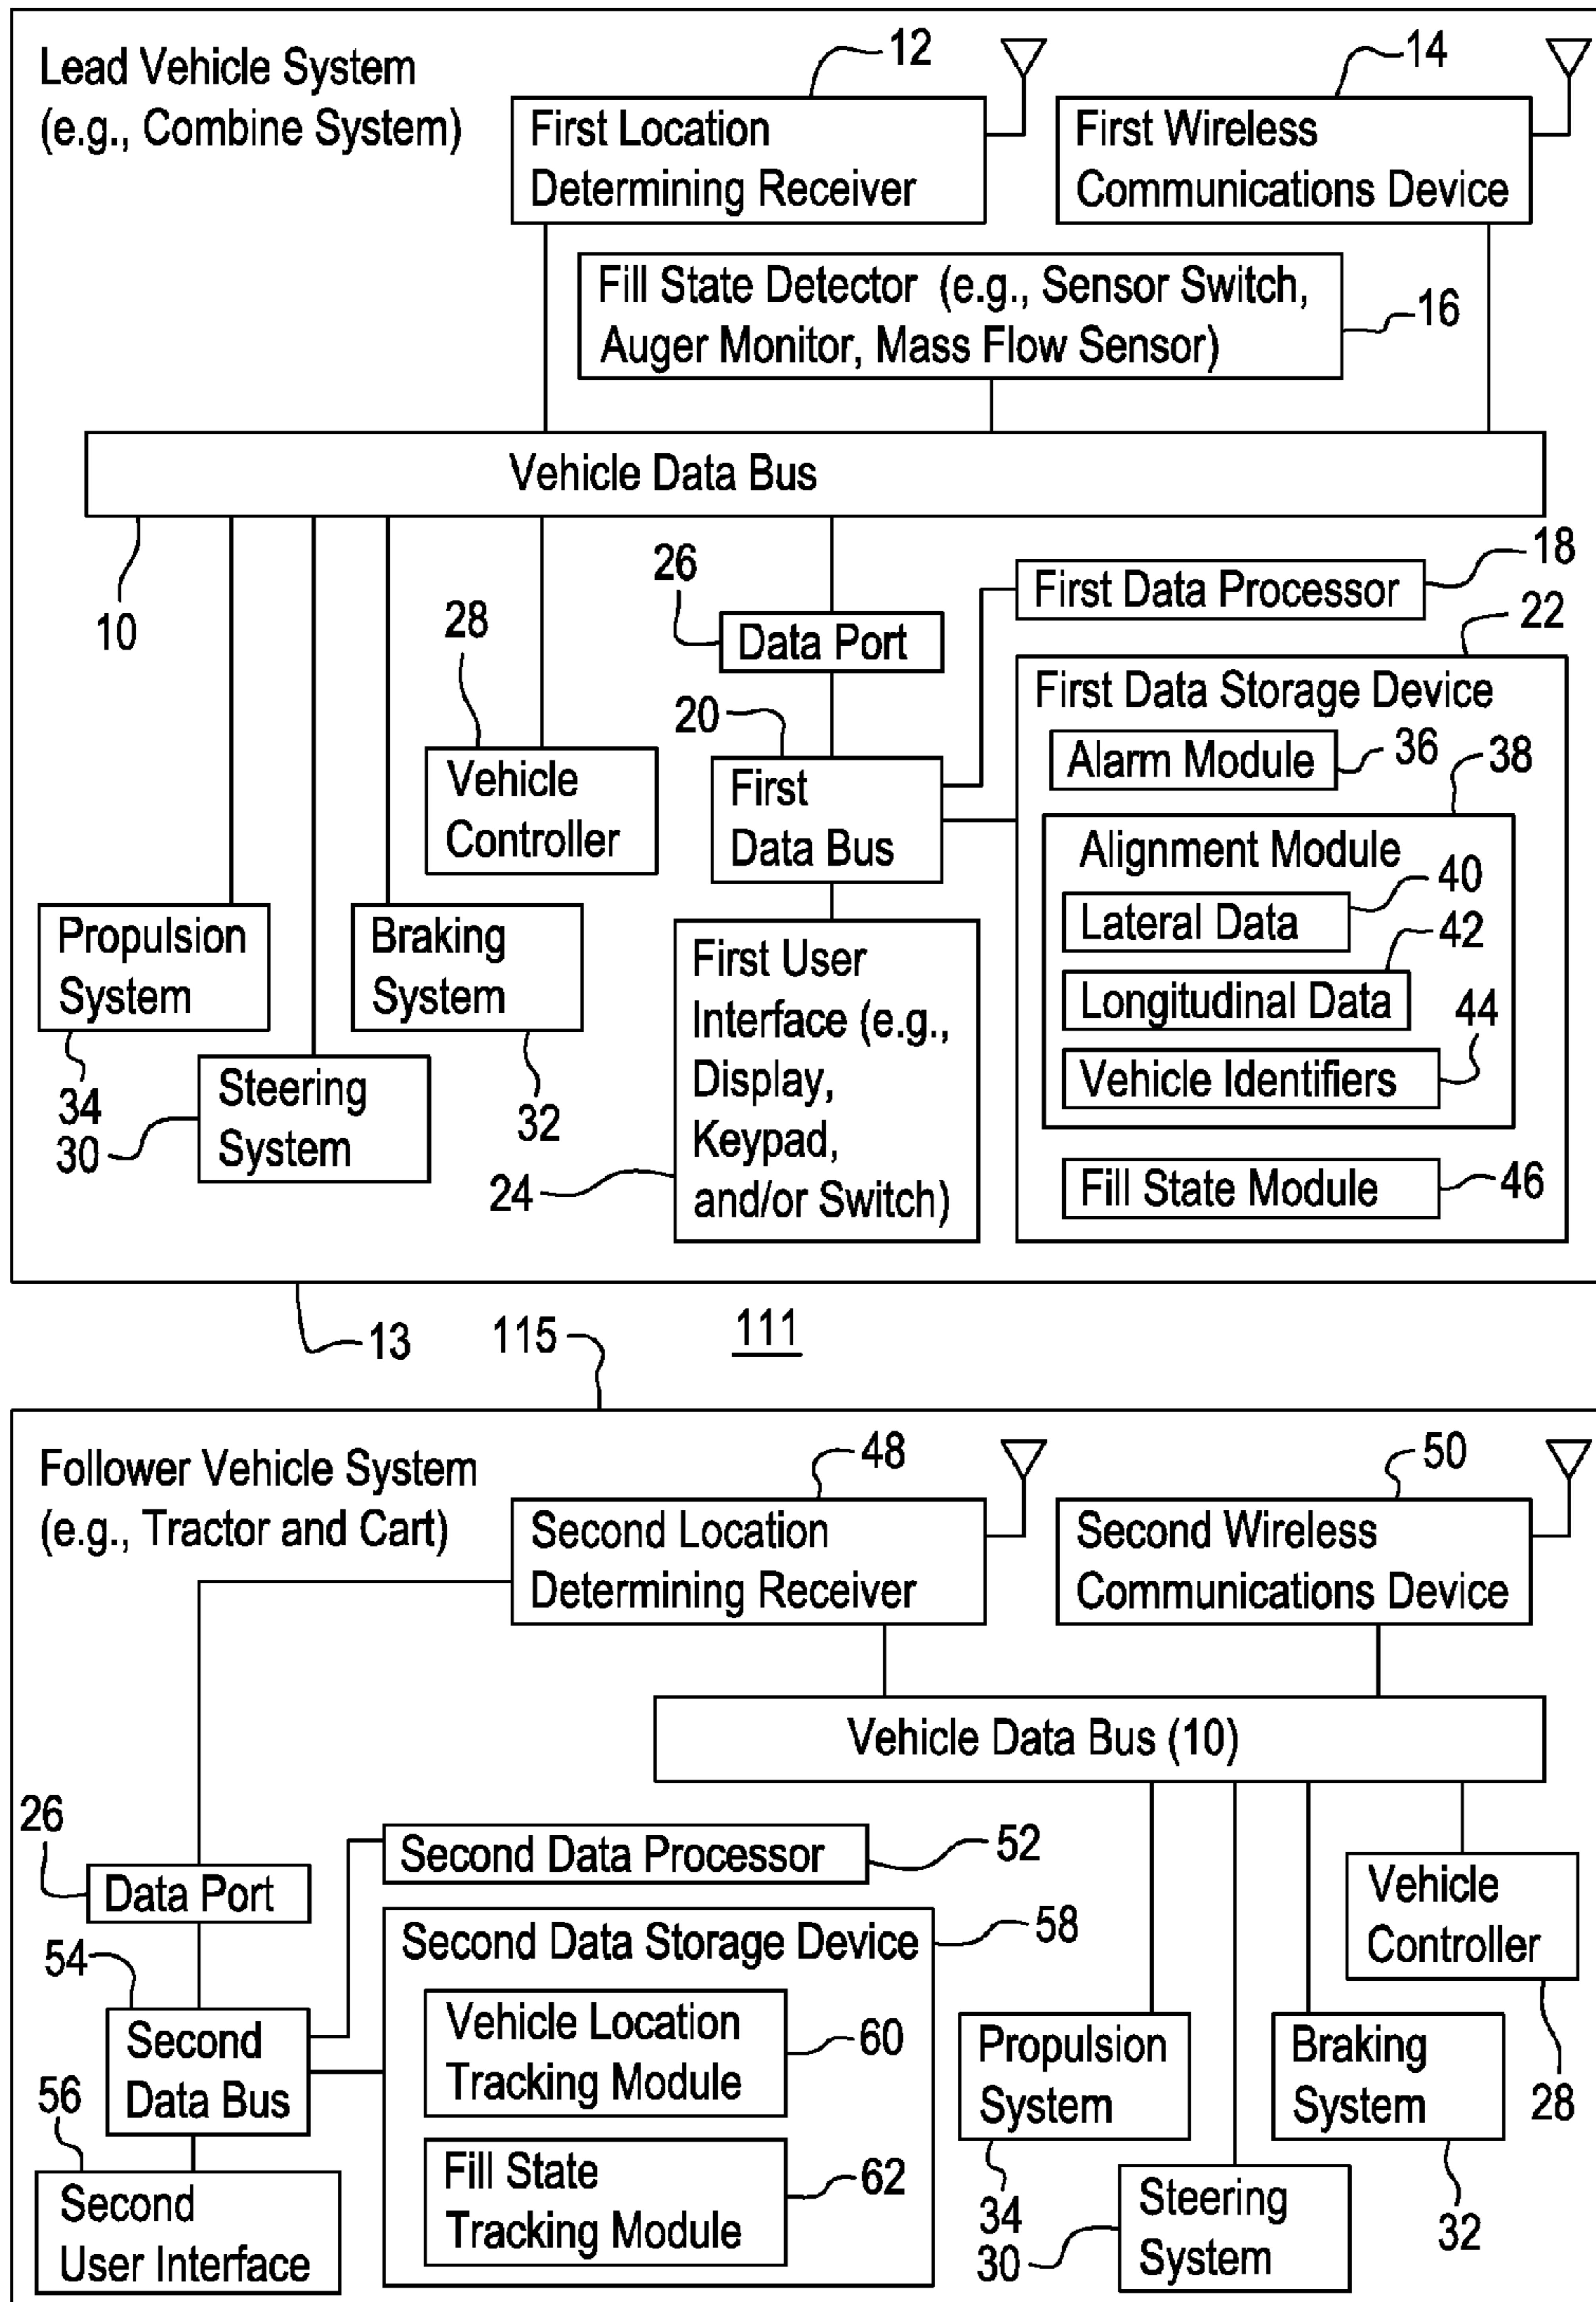 Lead Vehicle System
(e.g., Combine System)
12
14
First Location
Determining Receiver
First Wireless
Communications Device
Fill State Detector (e.g., Sensor Switch,
Auger Monitor, Mass Flow Sensor)
16
Vehicle Data Bus
10
26
Data Port
18
First Data Processor
22
First Data Storage Device
28
Vehicle
Controller
20
First
Data Bus
Alarm Module
36
38
Alignment Module
40
Lateral Data
42
Longitudinal Data
44
Vehicle Identifiers
Fill State Module
46
Propulsion
System
34
Braking
System
32
30
Steering
System
First User
Interface (e.g.,
Display,
Keypad,
and/or Switch)
24
13
115
111
Follower Vehicle System
(e.g., Tractor and Cart)
48
50
Second Location
Determining Receiver
Second Wireless
Communications Device
Vehicle Data Bus (10)
26
Data Port
Second Data Processor
52
54
Second
Data Bus
Second Data Storage Device
58
Vehicle Location
Tracking Module
60
Fill State
Tracking Module
62
56
Second
User Interface
Vehicle
Controller
28
Propulsion
System
34
Braking
System
32
30
Steering
System